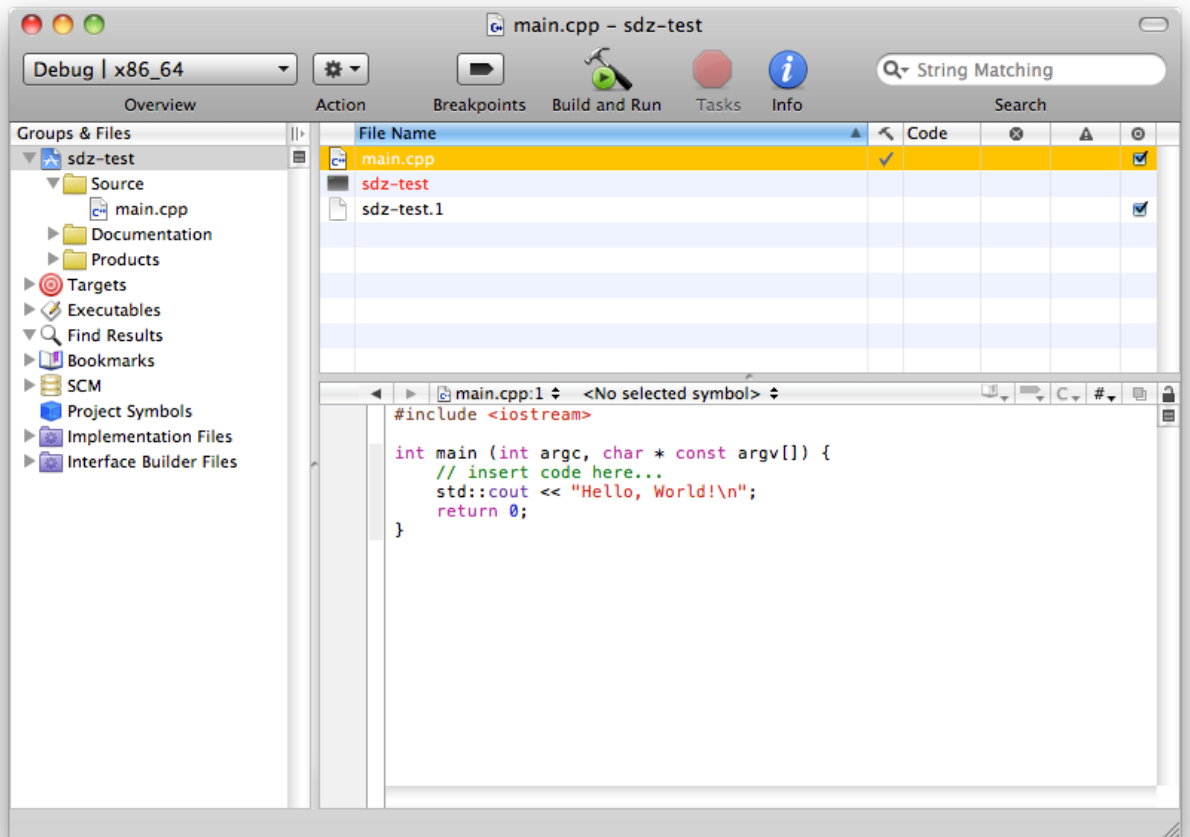 main.cpp – sdz-test
Debug | x86_64
String Matching
Overview
Action
Breakpoints
Build and Run
Tasks
Info
Search
Groups & Files
sdz-test
Source
main.cpp
Documentation
Products
Targets
Executables
Find Results
Bookmarks
SCM
Project Symbols
Implementation Files
Interface Builder Files
File Name
Code
main.cpp
sdz-test
sdz-test.1
main.cpp:1
<No selected symbol>
C
#
#include <iostream>
int main (int argc, char * const argv[]) {
// insert code here...
std::cout << "Hello, World!\n";
return 0;
}